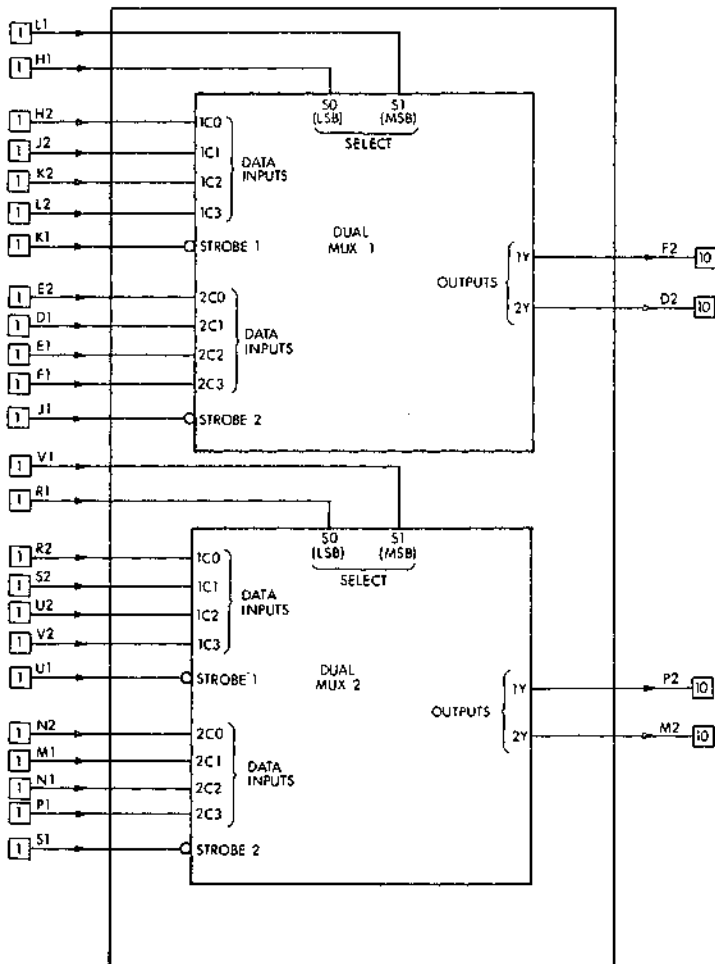 1 L1
1 H1
S0 S1
(LSB) (MSB)
SELECT
1 H2 1C0
1 J2 1C1
1 K2 1C2
1 L2 1C3
DATA
INPUTS
1 K1 STROBE 1
DUAL
MUX 1
1 E2 2C0
1 D1 2C1
1 E1 2C2
1 F1 2C3
DATA
INPUTS
1 J1 STROBE 2
OUTPUTS
1Y F2 10
2Y D2 10
1 V1
1 R1
S0 S1
(LSB) (MSB)
SELECT
1 R2 1C0
1 S2 1C1
1 U2 1C2
1 V2 1C3
DATA
INPUTS
1 U1 STROBE 1
DUAL
MUX 2
1 N2 2C0
1 M1 2C1
1 N1 2C2
1 P1 2C3
DATA
INPUTS
1 S1 STROBE 2
OUTPUTS
1Y P2 10
2Y M2 10